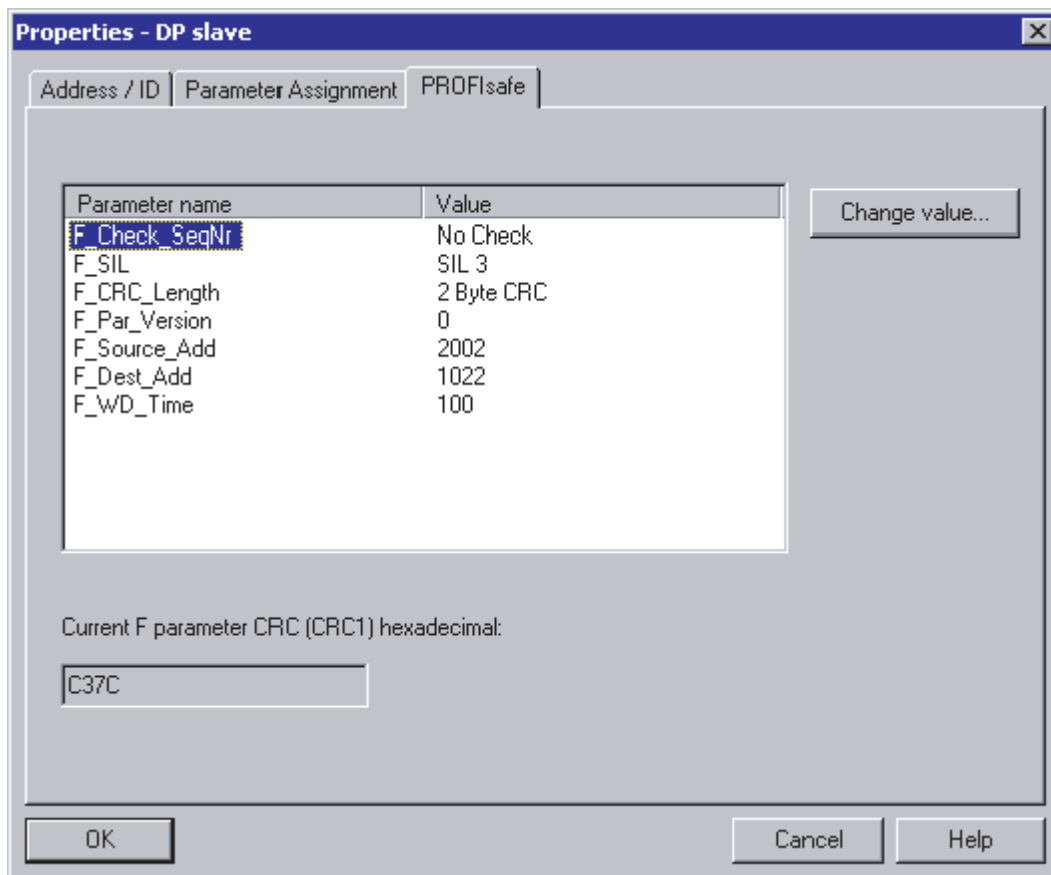 Properties - DP slave
Address / ID Parameter Assignment PROFIsafe
Parameter name Value
F_Check_SeqNr No Check
F_SIL SIL 3
F_CRC_Length 2 Byte CRC
F_Par_Version 0
F_Source_Add 2002
F_Dest_Add 1022
F_WD_Time 100
Change value...
Current F parameter CRC (CRC1) hexadecimal:
C37C
OK Cancel Help